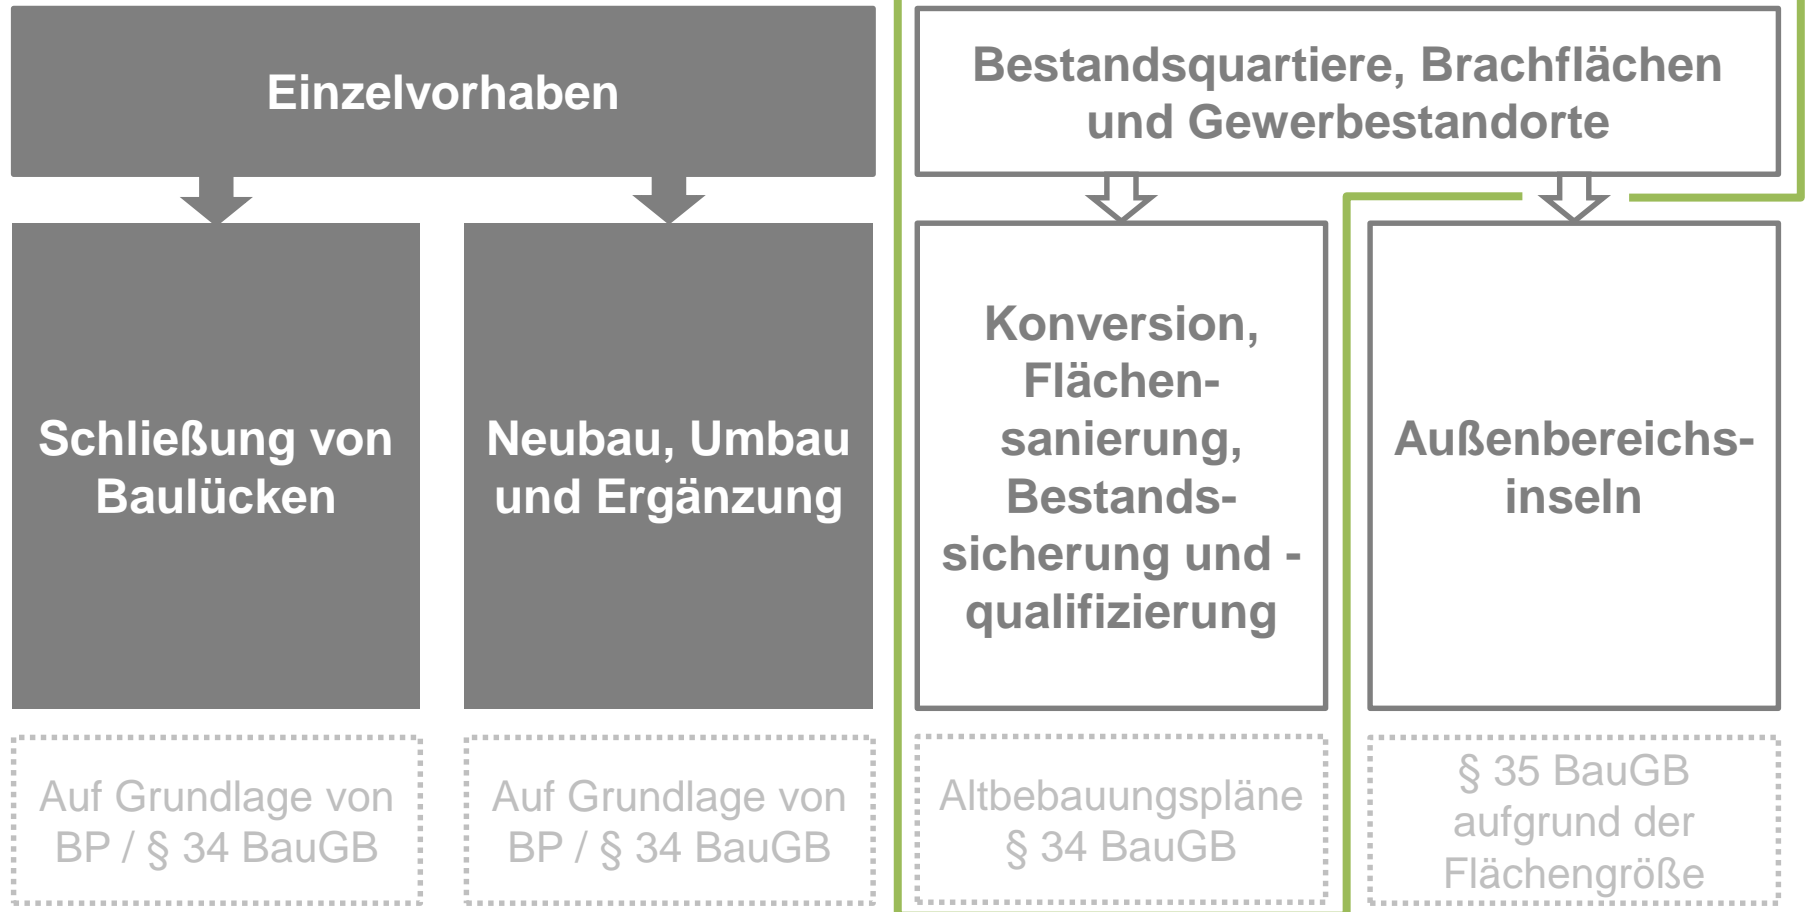 Einzelvorhaben
Bestandsquartiere, Brachflächen
und Gewerbestandorte
Schließung von
Baulücken
Neubau, Umbau
und Ergänzung
Konversion,
Flächen-
sanierung,
Bestands-
sicherung und -
qualifizierung
Außenbereichs-
inseln
Auf Grundlage von
BP / § 34 BauGB
Auf Grundlage von
BP / § 34 BauGB
Altbebauungspläne
§ 34 BauGB
§ 35 BauGB
aufgrund der
Flächengröße